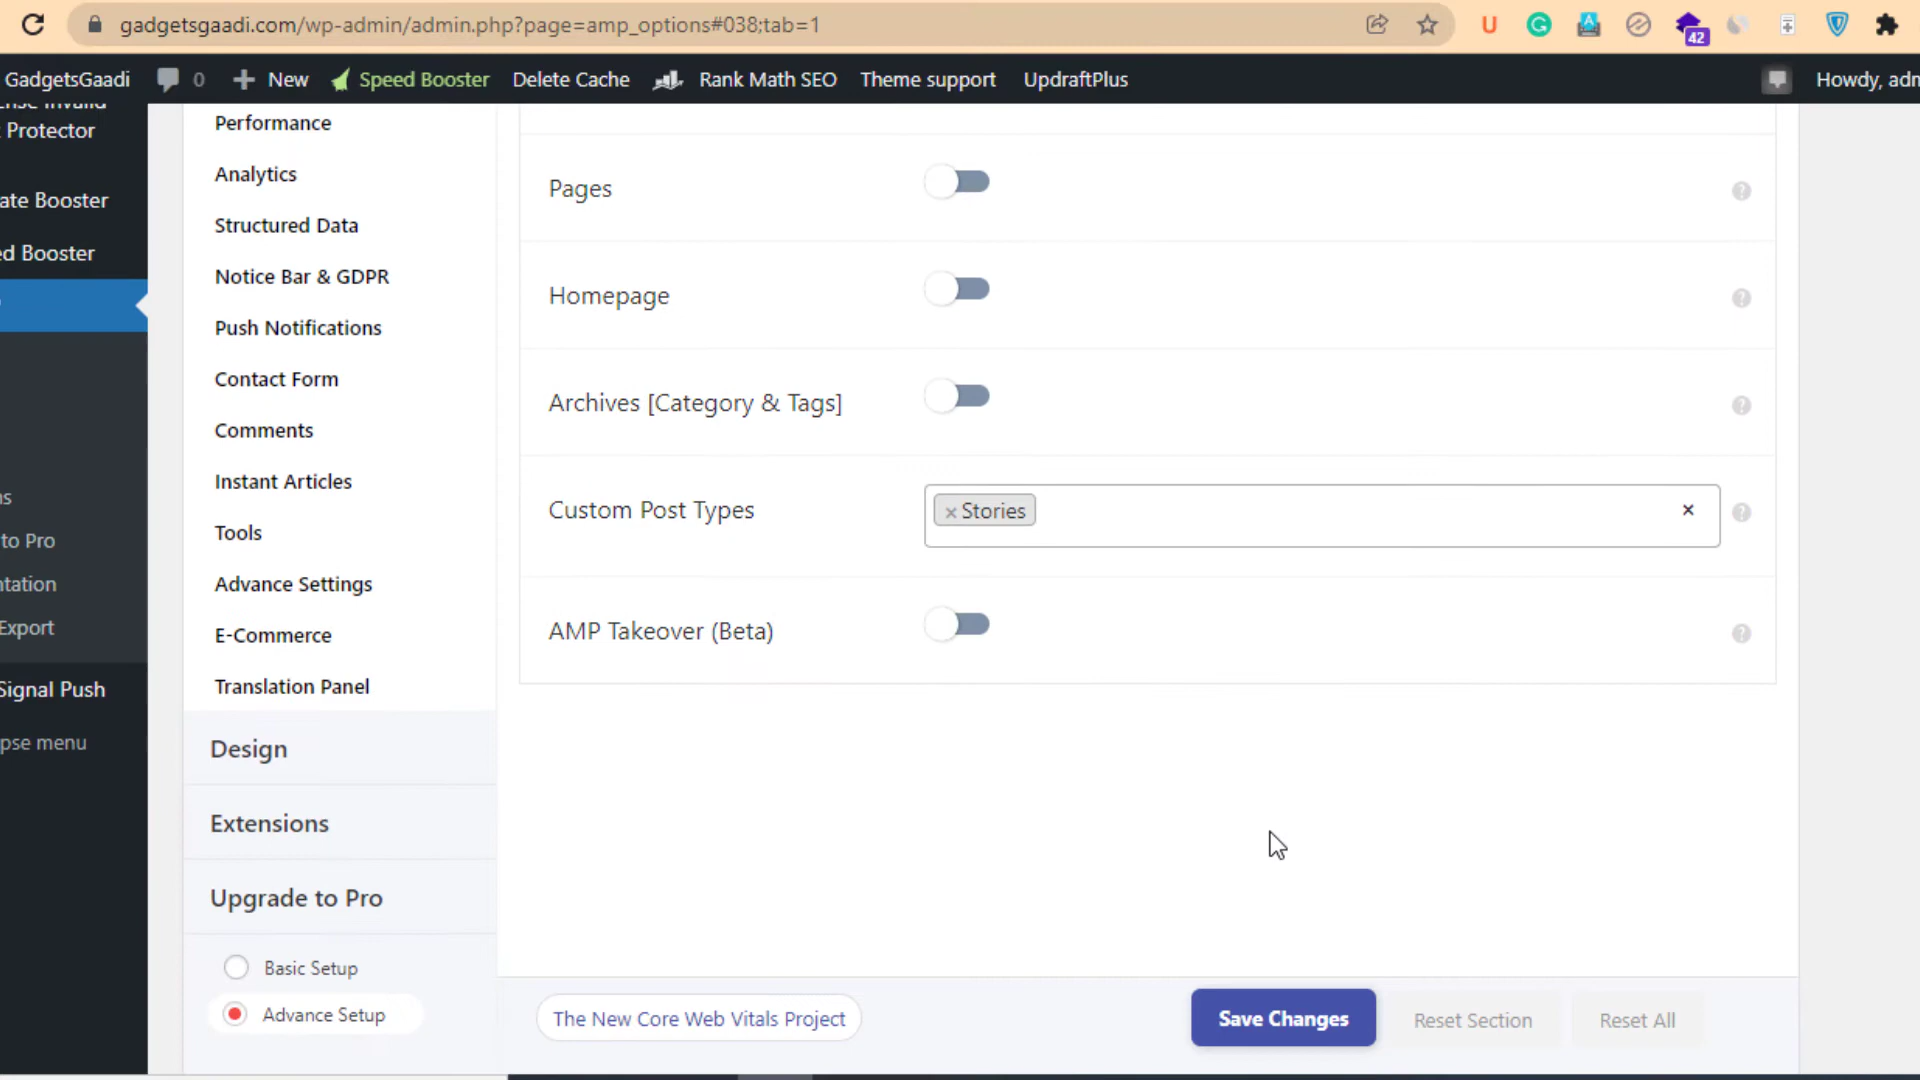 gadgetsgaadi.com/wp-admin/admin.php?page=amp_options#038;tab=1
U
42
GadgetsGaadi 0 New Speed Booster Delete Cache Rank Math SEO Theme support UpdraftPlus Howdy, adm
Protector
ate Booster
ed Booster
ns
to Pro
ntation
Export
Signal Push
pse menu
Performance
Analytics
Structured Data
Notice Bar & GDPR
Push Notifications
Contact Form
Comments
Instant Articles
Tools
Advance Settings
E-Commerce
Translation Panel
Design
Extensions
Upgrade to Pro
Basic Setup
Advance Setup
Pages
Homepage
Archives [Category & Tags]
Custom Post Types × Stories ×
AMP Takeover (Beta)
The New Core Web Vitals Project Save Changes Reset Section Reset All